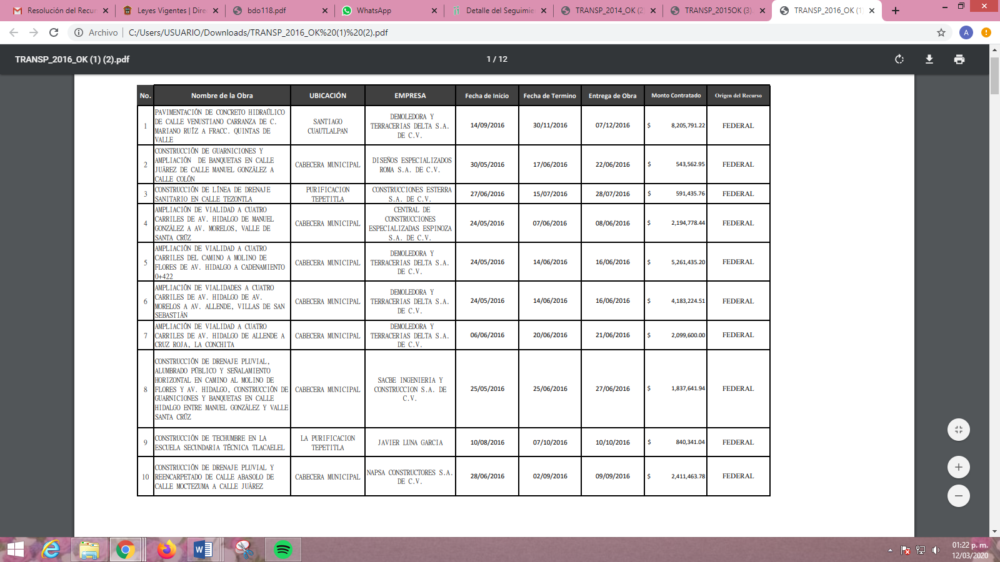 Resolución del Recur
Leyes Vigentes | Dire
bdo118.pdf
WhatsApp
Detalle del Seguimie
TRANSP_2014_OK (2
TRANSP_2015OK (3)
TRANSP_2016_OK (1)
Archivo
C:/Users/USUARIO/Downloads/TRANSP_2016_OK%20(1)%20(2).pdf
A
TRANSP_2016_OK (1) (2).pdf
1 / 12
No. Nombre de la Obra UBICACIÓN EMPRESA Fecha de Inicio Fecha de Termino Entrega de Obra Monto Contratado Origen del Recurso
1
PAVIMENTACIÓN DE CONCRETO HIDRAÚLICO
DE CALLE VENUSTIANO CARRANZA DE C.
MARIANO RUÍZ A FRACC. QUINTAS DE
VALLE
SANTIAGO
CUAUTLALPAN
DEMOLEDORA Y
TERRACERIAS DELTA S.A.
DE C.V.
14/09/2016 30/11/2016 07/12/2016 $ 8,205,791.22 FEDERAL
2
CONSTRUCCIÓN DE GUARNICIONES Y
AMPLIACIÓN DE BANQUETAS EN CALLE
JUÁREZ DE CALLE MANUEL GONZÁLEZ A
CALLE COLÓN
CABECERA MUNICIPAL
DISEÑOS ESPECIALIZADOS
ROMA S.A. DE C.V.
30/05/2016 17/06/2016 22/06/2016 $ 543,562.95 FEDERAL
3
CONSTRUCCIÓN DE LÍNEA DE DRENAJE
SANITARIO EN CALLE TEZONTLA
PURIFICACION
TEPETITLA
CONSTRUCCIONES ESTERRA
S.A. DE C.V.
27/06/2016 15/07/2016 28/07/2016 $ 591,435.76 FEDERAL
4
AMPLIACIÓN DE VIALIDAD A CUATRO
CARRILES DE AV. HIDALGO DE MANUEL
GONZÁLEZ A AV. MORELOS, VALLE DE
SANTA CRÚZ
CABECERA MUNICIPAL
CENTRAL DE
CONSTRUCCIONES
ESPECIALIZADAS ESPINOZA
S.A. DE C.V.
24/05/2016 07/06/2016 08/06/2016 $ 2,194,778.44 FEDERAL
5
AMPLIACIÓN DE VIALIDAD A CUATRO
CARRILES DEL CAMINO A MOLINO DE
FLORES DE AV. HIDALGO A CADENAMIENTO
0+422
CABECERA MUNICIPAL
DEMOLEDORA Y
TERRACERIAS DELTA S.A.
DE C.V.
24/05/2016 14/06/2016 16/06/2016 $ 5,261,435.20 FEDERAL
6
AMPLIACIÓN DE VIALIDADES A CUATRO
CARRILES DE AV. HIDALGO DE AV.
MORELOS A AV. ALLENDE, VILLAS DE SAN
SEBASTIÁN
CABECERA MUNICIPAL
DEMOLEDORA Y
TERRACERIAS DELTA S.A.
DE C.V.
24/05/2016 14/06/2016 16/06/2016 $ 4,183,224.51 FEDERAL
7
AMPLIACIÓN DE VIALIDAD A CUATRO
CARRILES DE AV. HIDALGO DE ALLENDE A
CRUZ ROJA, LA CONCHITA
CABECERA MUNICIPAL
DEMOLEDORA Y
TERRACERIAS DELTA S.A.
DE C.V.
06/06/2016 20/06/2016 21/06/2016 $ 2,099,600.00 FEDERAL
8
CONSTRUCCIÓN DE DRENAJE PLUVIAL,
ALUMBRADO PÚBLICO Y SEÑALAMIENTO
HORIZONTAL EN CAMINO AL MOLINO DE
FLORES Y AV. HIDALGO, CONSTRUCCIÓN DE
GUARNICIONES Y BANQUETAS EN CALLE
HIDALGO ENTRE MANUEL GONZÁLEZ Y VALLE
SANTA CRÚZ
CABECERA MUNICIPAL
SACBE INGENIERIA Y
CONSTRUCCION S.A. DE
C.V.
25/05/2016 25/06/2016 27/06/2016 $ 1,837,641.94 FEDERAL
9
CONSTRUCCIÓN DE TECHUMBRE EN LA
ESCUELA SECUNDARIA TÉCNICA TLACAELEL
LA PURIFICACION
TEPETITLA
JAVIER LUNA GARCIA
10/08/2016 07/10/2016 10/10/2016 $ 840,341.04 FEDERAL
10
CONSTRUCCIÓN DE DRENAJE PLUVIAL Y
REENCARPETADO DE CALLE ABASOLO DE
CALLE MOCTEZUMA A CALLE JUÁREZ
CABECERA MUNICIPAL
NAPSA CONSTRUCTORES S.A.
DE C.V.
28/06/2016 02/09/2016 09/09/2016 $ 2,411,463.78 FEDERAL
01:22 p. m.
12/03/2020